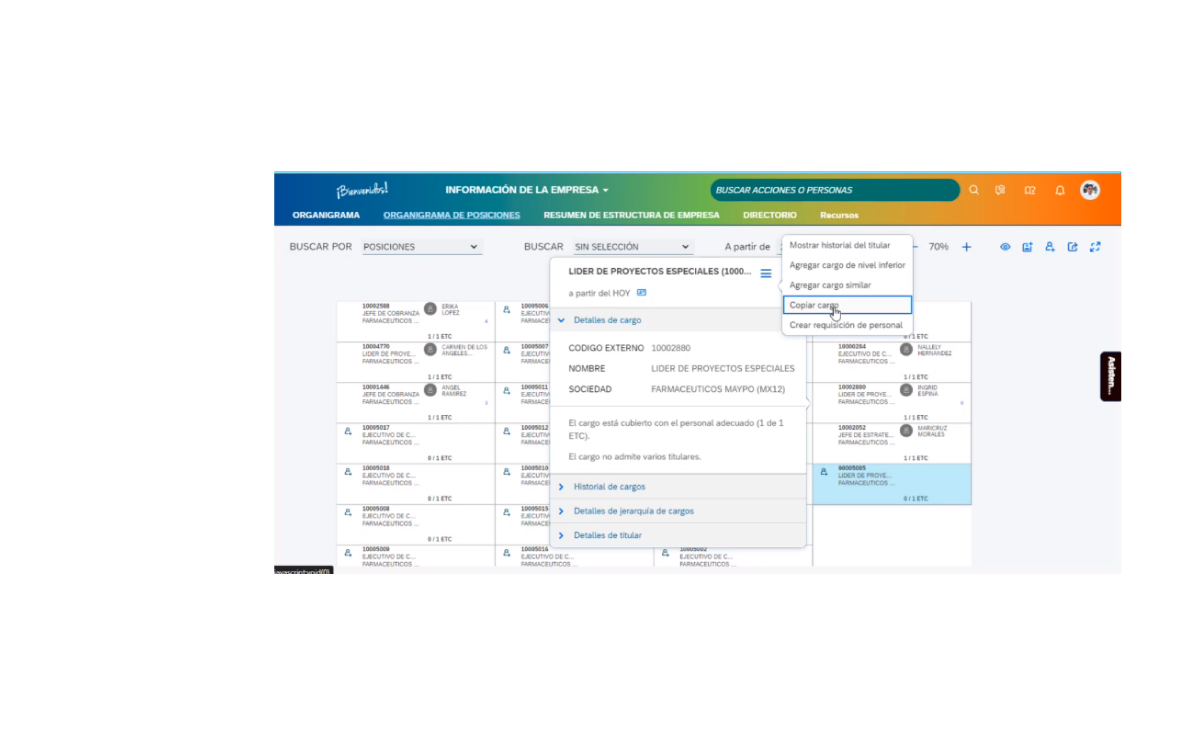 ¡Bienvenidos!
INFORMACIÓN DE LA EMPRESA
BUSCAR ACCIONES O PERSONAS
ORGANIGRAMA
ORGANIGRAMA DE POSICIONES
RESUMEN DE ESTRUCTURA DE EMPRESA
DIRECTORIO
Recursos
BUSCAR POR POSICIONES
BUSCAR SIN SELECCIÓN
A partir de
70%
Mostrar historial del titular
Agregar cargo de nivel inferior
Agregar cargo similar
Copiar cargo
Crear requisición de personal
LIDER DE PROYECTOS ESPECIALES (1000...
a partir del HOY
Detalles de cargo
CODIGO EXTERNO 10002880
NOMBRE LIDER DE PROYECTOS ESPECIALES
SOCIEDAD FARMACEUTICOS MAYPO (MX12)
El cargo está cubierto con el personal adecuado (1 de 1
ETC).
El cargo no admite varios titulares.
Historial de cargos
Detalles de jerarquía de cargos
Detalles de titular
10002588
JEFE DE COBRANZA
FARMACEUTICOS ...
ERIKA
LOPEZ
1 / 1 ETC
10004770
LIDER DE PROYE...
FARMACEUTICOS ...
CARMEN DE LOS
ANGELES...
1 / 1 ETC
10001446
JEFE DE COBRANZA
FARMACEUTICOS ...
ANGEL
RAMIREZ
1 / 1 ETC
10005017
EJECUTIVO DE C...
FARMACEUTICOS ...
0 / 1 ETC
10005018
EJECUTIVO DE C...
FARMACEUTICOS ...
0 / 1 ETC
10005008
EJECUTIVO DE C...
FARMACEUTICOS ...
0 / 1 ETC
10005009
EJECUTIVO DE C...
FARMACEUTICOS ...
10005006
EJECUTIV
FARMACE
10005007
EJECUTIV
FARMACE
10005011
EJECUTIV
FARMACE
10005012
EJECUTIV
FARMACE
10005010
EJECUTIV
FARMACE
10005015
EJECUTIV
FARMACE
10005016
EJECUTIVO DE C...
FARMACEUTICOS ...
10005002
EJECUTIVO DE C...
FARMACEUTICOS ...
1 ETC
10000264
EJECUTIVO DE C...
FARMACEUTICOS ...
NALLELY
HERNANDEZ
1 / 1 ETC
10002880
LIDER DE PROYE...
FARMACEUTICOS ...
INGRID
ESPINA
1 / 1 ETC
10002052
JEFE DE ESTRATE...
FARMACEUTICOS ...
MARICRUZ
MORALES
1 / 1 ETC
90005005
LIDER DE PROYE...
FARMACEUTICOS ...
0 / 1 ETC
Asisten...